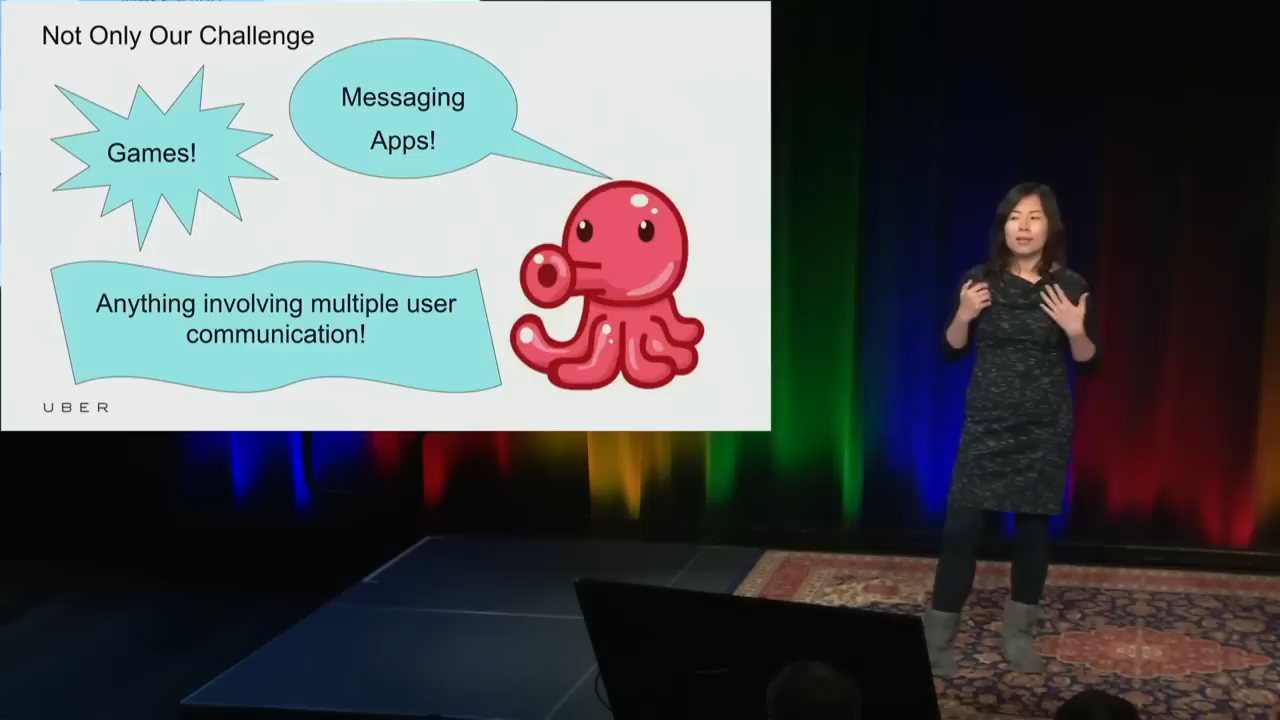 Not Only Our Challenge
Games!
Messaging
Apps!
Anything involving multiple user
communication!
UBER